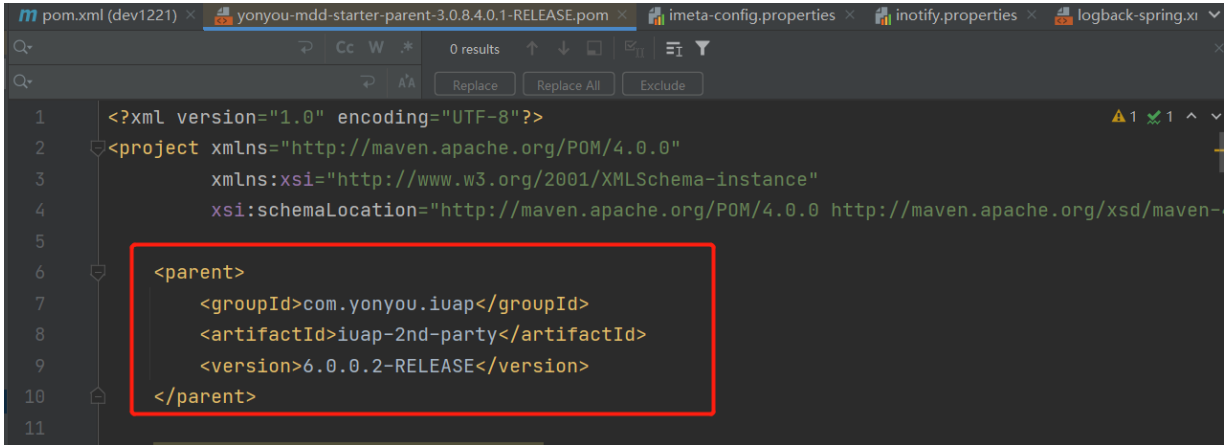 pom.xml (dev1221) × yonyou-mdd-starter-parent-3.0.8.4.0.1-RELEASE.pom × imeta-config.properties × inotify.properties × logback-spring.x
Cc W .* 0 results
Replace Replace All Exclude
1 <?xml version="1.0" encoding="UTF-8"?> 1 1
2 <project xmlns="http://maven.apache.org/POM/4.0.0"
3 xmlns:xsi="http://www.w3.org/2001/XMLSchema-instance"
4 xsi:schemaLocation="http://maven.apache.org/POM/4.0.0 http://maven.apache.org/xsd/maven-
5
6 <parent>
7 <groupId>com.yonyou.iuap</groupId>
8 <artifactId>iuap-2nd-party</artifactId>
9 <version>6.0.0.2-RELEASE</version>
10 </parent>
11